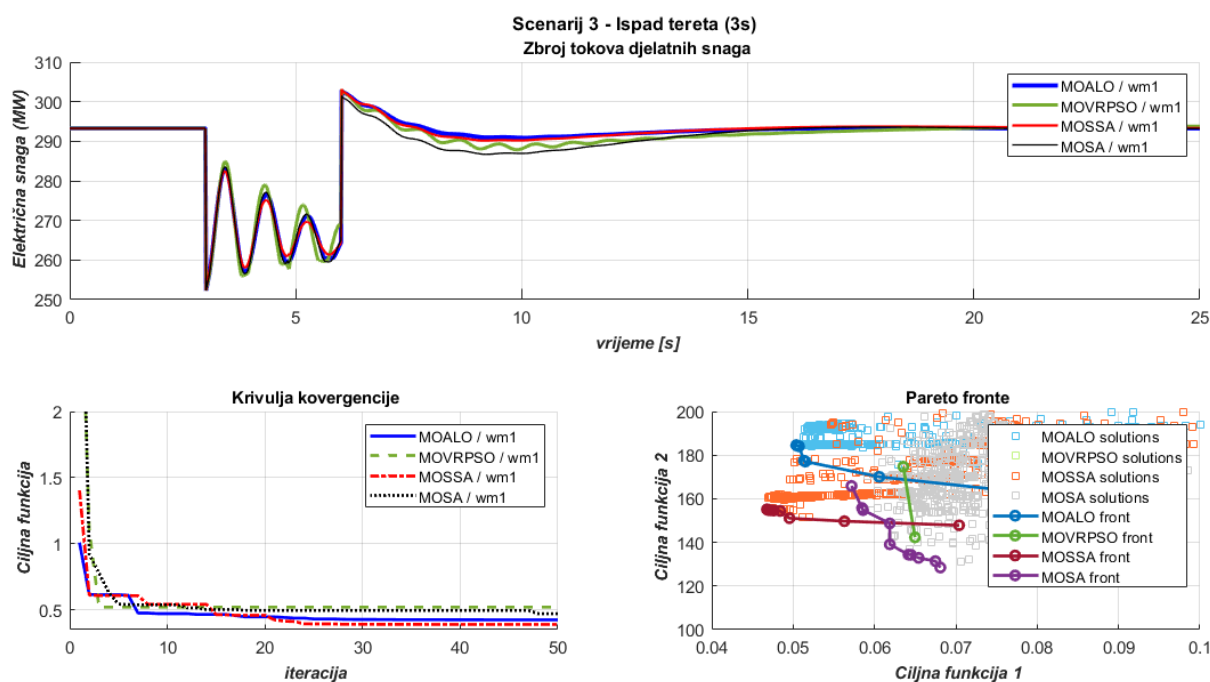 Scenarij 3 - Ispad tereta (3s)
Zbroj tokova djelatnih snaga
Električna snaga (MW)
310
300
290
280
270
260
250
0
5
10
15
20
25
vrijeme [s]
MOALO / wm1
MOVRPSO / wm1
MOSSA / wm1
MOSA / wm1
Krivulja kovergencije
Ciljna funkcija
2
1.5
1
0.5
0
10
20
30
40
50
iteracija
MOALO / wm1
MOVRPSO / wm1
MOSSA / wm1
MOSA / wm1
Pareto fronte
Ciljna funkcija 2
200
180
160
140
120
100
0.04
0.05
0.06
0.07
0.08
0.09
0.1
Ciljna funkcija 1
MOALO solutions
MOVRPSO solutions
MOSSA solutions
MOSA solutions
MOALO front
MOVRPSO front
MOSSA front
MOSA front